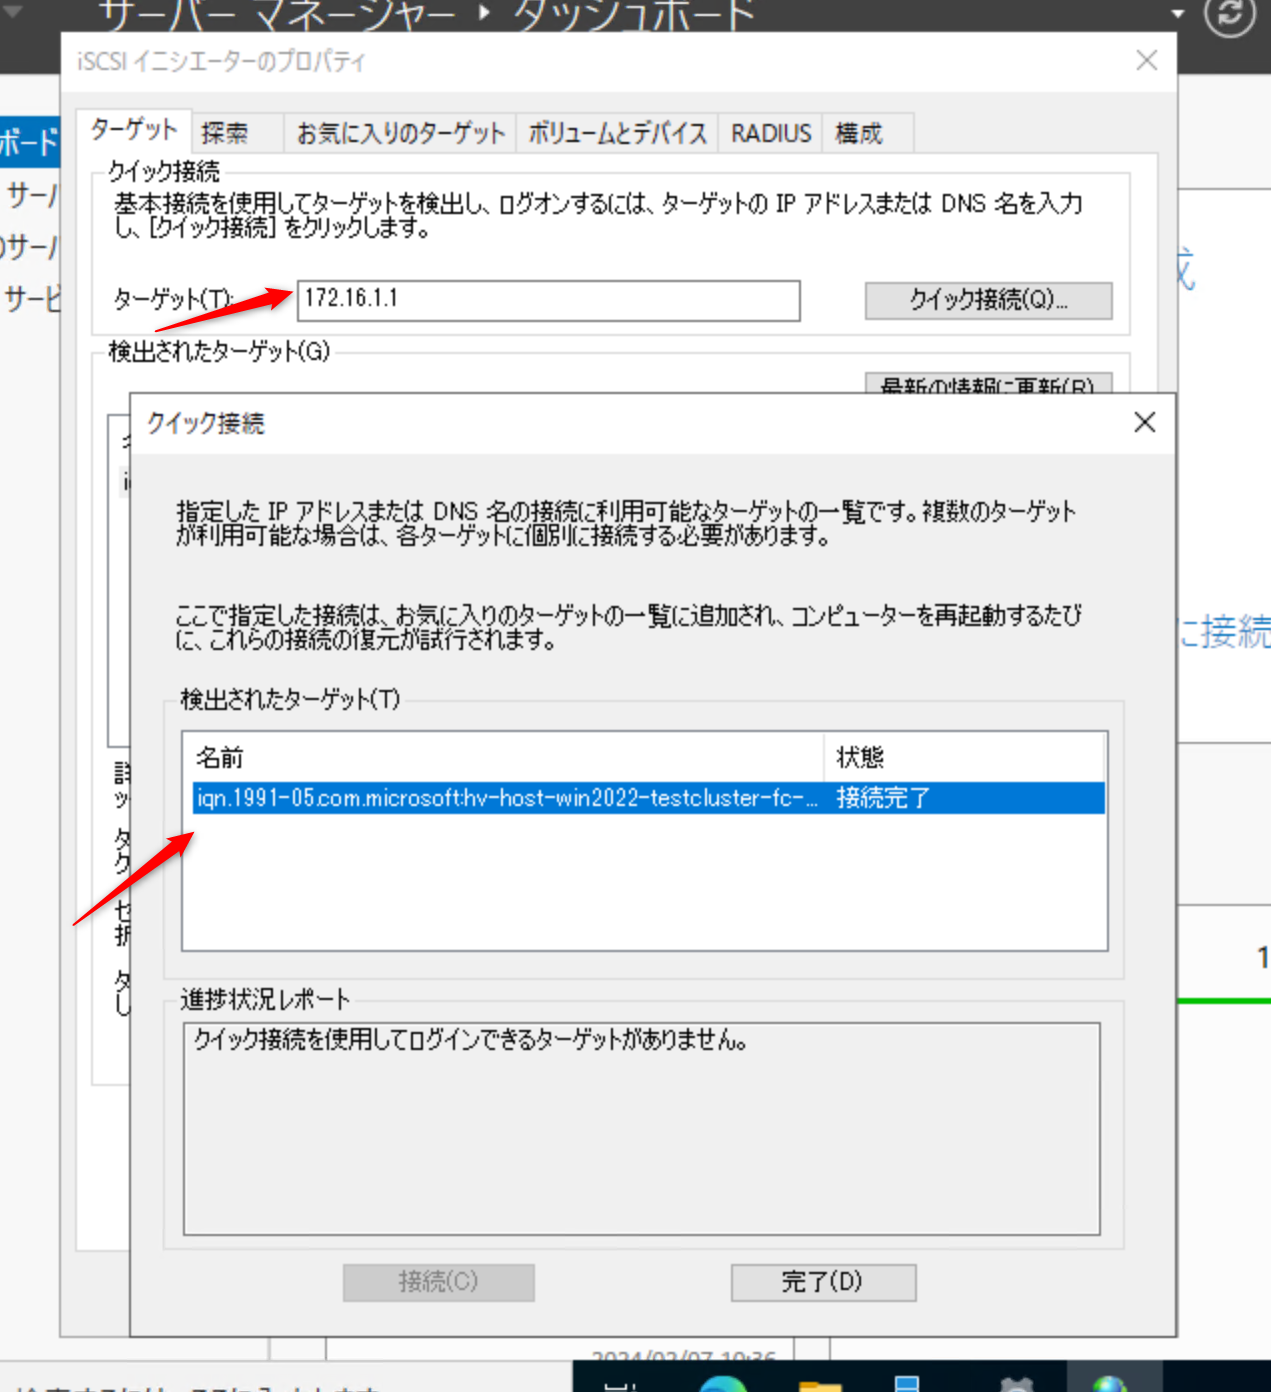 サーバー マネージャー ・ ダッシュボード
iSCSI イニシエーターのプロパティ
ターゲット 探索 お気に入りのターゲット ボリュームとデバイス RADIUS 構成
クイック接続
基本接続を使用してターゲットを検出し、ログオンするには、ターゲットの IP アドレスまたは DNS 名を入力
し、[クイック接続] をクリックします。
ターゲット(T): 172.16.1.1 クイック接続(Q)...
検出されたターゲット(G)
最新の情報に更新(R)
クイック接続
指定した IP アドレスまたは DNS 名の接続に利用可能なターゲットの一覧です。複数のターゲット
が利用可能な場合は、各ターゲットに個別に接続する必要があります。
ここで指定した接続は、お気に入りのターゲットの一覧に追加され、コンピューターを再起動するたび
に、これらの接続の復元が試行されます。
に接続
検出されたターゲット(T)
名前 状態
iqn.1991-05.com.microsoft:hv-host-win2022-testcluster-fc-... 接続完了
進捗状況レポート
クイック接続を使用してログインできるターゲットがありません。
接続(C) 完了(D)
2024/02/07 10:36